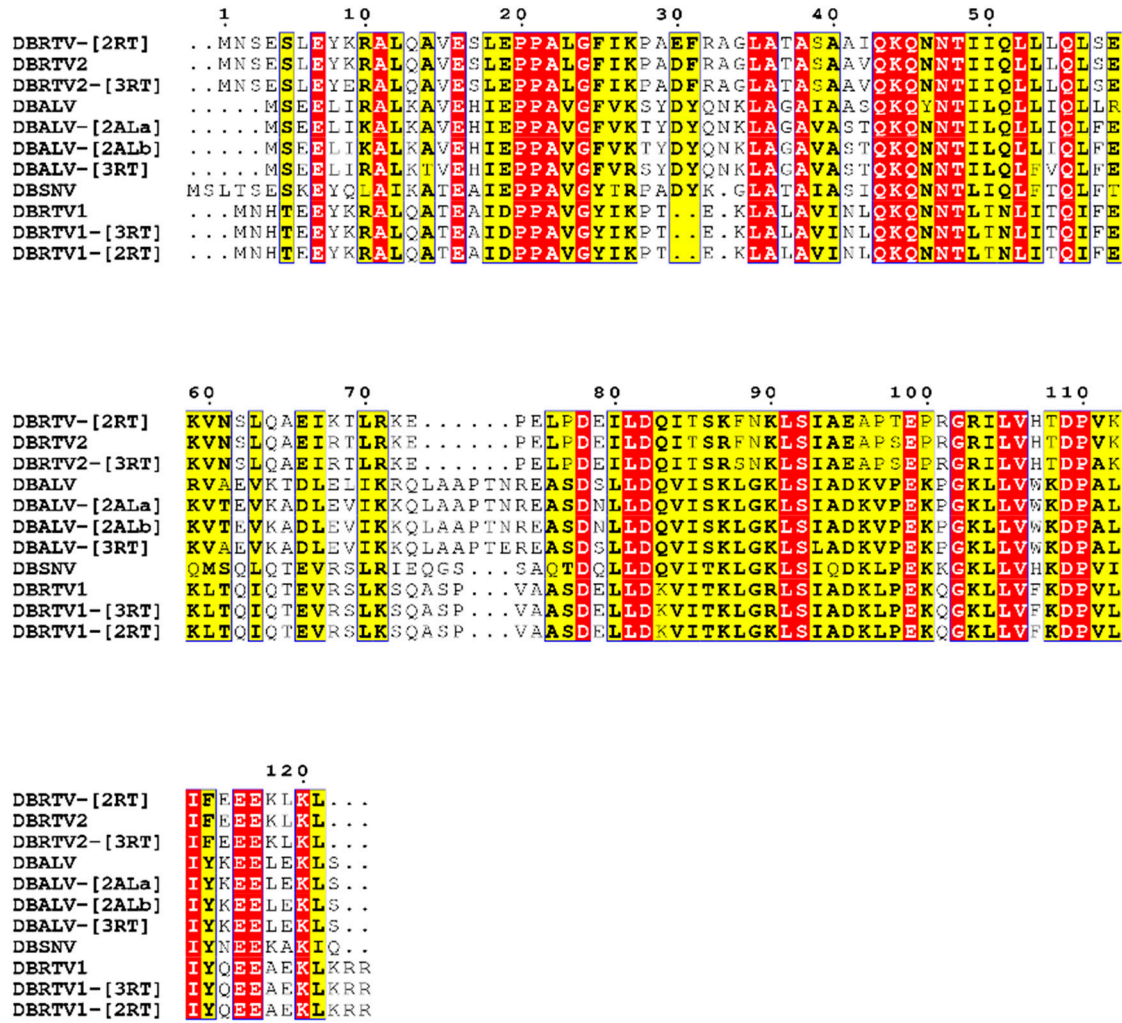 1 10 20 30 40 50
DBRTV-[2RT] ..MNSESLEYKRALQAVESLEPPALGFIKPAEFRAGLATASAAIQKQNNTIIQLLLQLSE
DBRTV2 ..MNSESLEYKRALQAVESLEPPALGFIKPADFRAGLATASAAVQKQNNTIIQLLLQLSE
DBRTV2-[3RT] ..MNSESLEYERALQAVESLEPPALGFIKPADFRAGLATASAAIQKQNNTIIQLLLQLSE
DBALV .....MSEELIRALKAVEHIEPPAVGFVKSYDYQNKLAGAIAASQKQYNTILQLLIQLLR
DBALV-[2ALa] .....MSEELIKALKAVEHIEPPAVGFVKTYDYQNKLAGAVASTQKQNNTILQLLIQLFE
DBALV-[2ALb] .....MSEELIKALKAVEHIEPPAVGFVKTYDYQNKLAGAVASTQKQNNTILQLLIQLFE
DBALV-[3RT] .....MSEELIRALKTVEHIEPPAVGFVRSYDYQNKLAGAVASTQKQNNTILQLFVQLFE
DBSNV MSLTSESKEYQLAIKATEAIEPPAVGYTRPADY.KGLATAIASIQKQNNTLIQLFTQLFT
DBRTV1 ...MNHTEEYKRALQATEAIDPPAVGYIKPT..E.KLALAVINLQKQNNTLTNLITQIFE
DBRTV1-[3RT] ...MNHTEEYKRALQATEAIDPPAVGYIKPT..E.KLALAVINLQKQNNTLTNLITQIFE
DBRTV1-[2RT] ...MNHTEEYKRALQATEAIDPPAVGYIKPT..E.KLALAVINLQKQNNTLTNLITQIFE
60 70 80 90 100 110
DBRTV-[2RT] KVNSLQAEIKTLRKE......PELPDEILDQITSKFNKLSIAEAPTEPRGRILVHTDPVK
DBRTV2 KVNSLQAEIRTLRKE......PELPDEILDQITSRFNKLSIAEAPSEPRGRILVHTDPVK
DBRTV2-[3RT] KVNSLQAEIRTLRKE......PELPDEILDQITSRSNKLSIAEAPSEPRGRILVHTDPAK
DBALV RVAEVKTDLELIKRQLAAPTNREASDSLLDQVISKLGKLSIADKVPEKPGKLLVWKDPAL
DBALV-[2ALa] KVTEVKADLEVIKKQLAAPTNREASDNLLDQVISKLGKLSIADKVPEKPGKLLVWKDPAL
DBALV-[2ALb] KVTEVKADLEVIKKQLAAPTNREASDNLLDQVISKLGKLSIADKVPEKPGKLLVWKDPAL
DBALV-[3RT] KVAEVKADLEVIKKQLAAPTEREASDSLLDQVISKLGKLSLADKVPEKPGKLLVWKDPAL
DBSNV QMSQLQTEVRSLRIEQGS...SAQTDQLLDQVITKLGKLSIQDKLPEKKGKLLVHKDPVI
DBRTV1 KLTQIQTEVRSLKSQASP...VAASDELLDKVITKLGRLSIADKLPEKQGKLLVFKDPVL
DBRTV1-[3RT] KLTQIQTEVRSLKSQASP...VAASDELLDKVITKLGRLSIADKLPEKQGKLLVFKDPVL
DBRTV1-[2RT] KLTQIQTEVRSLKSQASP...VAASDELLDKVITKLGKLSIADKLPEKQGKLLVFKDPVL
120
DBRTV-[2RT] IFEEEKLKL...
DBRTV2 IFEEEKLKL...
DBRTV2-[3RT] IFEEEKLKL...
DBALV IYKEELEKLS..
DBALV-[2ALa] IYKEELEKLS..
DBALV-[2ALb] IYKEELEKLS..
DBALV-[3RT] IYKEELEKLS..
DBSNV IYNEEKAKIQ..
DBRTV1 IYQEEAEKLKRR
DBRTV1-[3RT] IYQEEAEKLKRR
DBRTV1-[2RT] IYQEEAEKLKRR